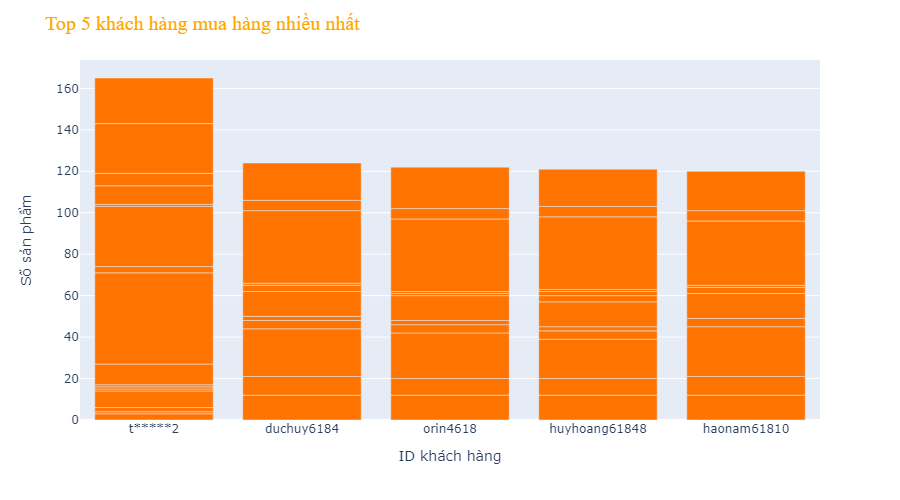 Top 5 khách hàng mua hàng nhiều nhất
Số sản phẩm
160
140
120
100
80
60
40
20
0
t*****2
duchuy6184
orin4618
huyhoang61848
haonam61810
ID khách hàng